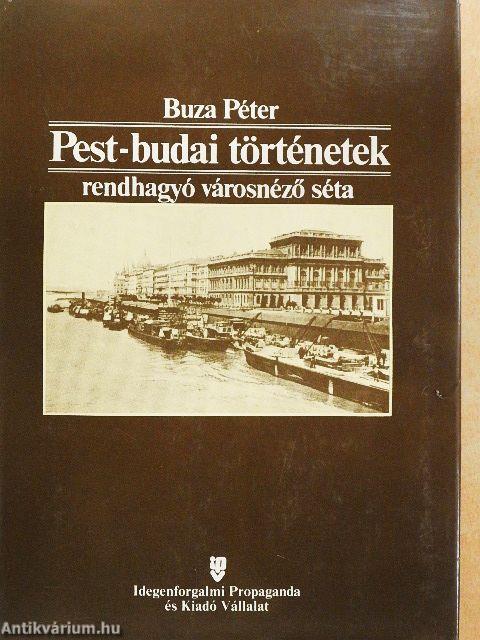 Buza Péter
Pest-budai történetek
rendhagyó városnéző séta
Idegenforgalmi Propaganda
és Kiadó Vállalat
Antikvárium.hu